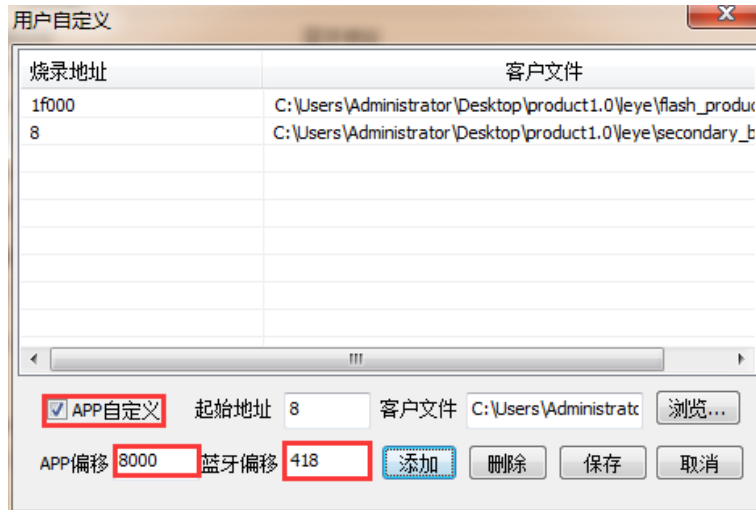 用户自定义
烧录地址 客户文件
1f000 C:\Users\Administrator\Desktop\product1.0\leye\flash_produc
8 C:\Users\Administrator\Desktop\product1.0\leye\secondary_b
APP自定义 起始地址 8 客户文件 C:\Users\Administratc 浏览...
APP偏移 8000 蓝牙偏移 418 添加 删除 保存 取消